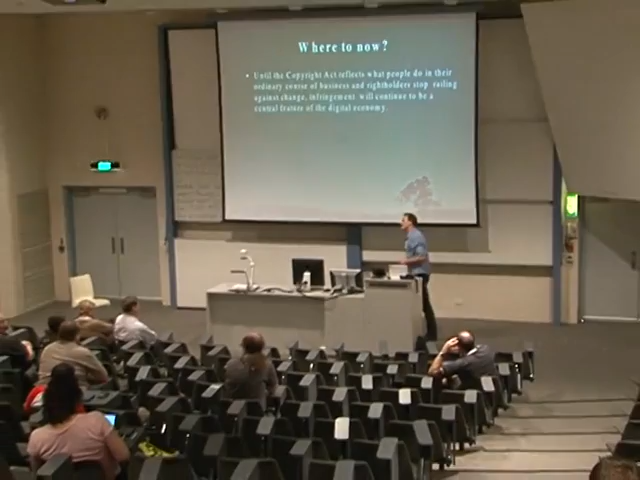 Where to now?
• Until the Copyright Act reflects what people do in their
ordinary course of business and rightholders stop railing
against change, infringement will continue to be a
central feature of the digital economy.